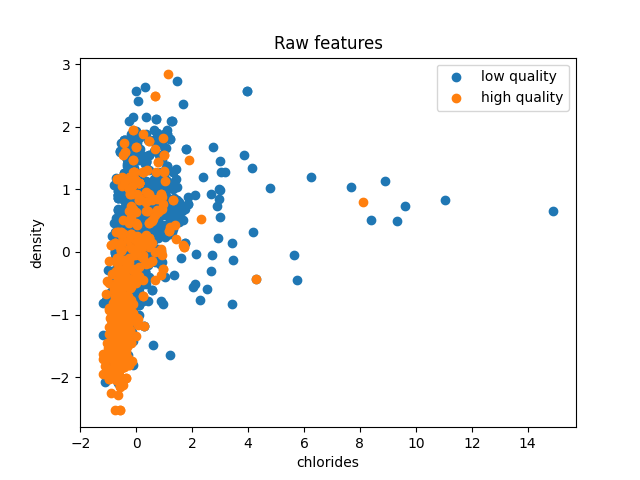 Raw features
low quality
high quality
3
2
1
0
−1
−2
density
−2 0 2 4 6 8 10 12 14
chlorides